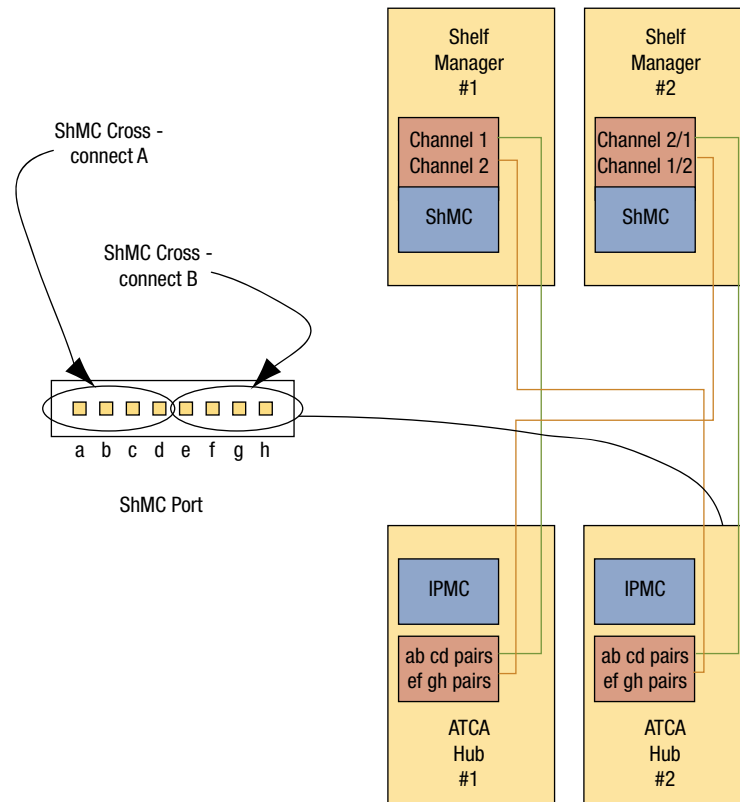 Shelf
Manager
#1
Shelf
Manager
#2
ShMC Cross -
connect A
Channel 1
Channel 2
ShMC
Channel 2/1
Channel 1/2
ShMC
ShMC Cross -
connect B
a b c d e f g h
ShMC Port
IPMC
ab cd pairs
ef gh pairs
ATCA
Hub
#1
IPMC
ab cd pairs
ef gh pairs
ATCA
Hub
#2